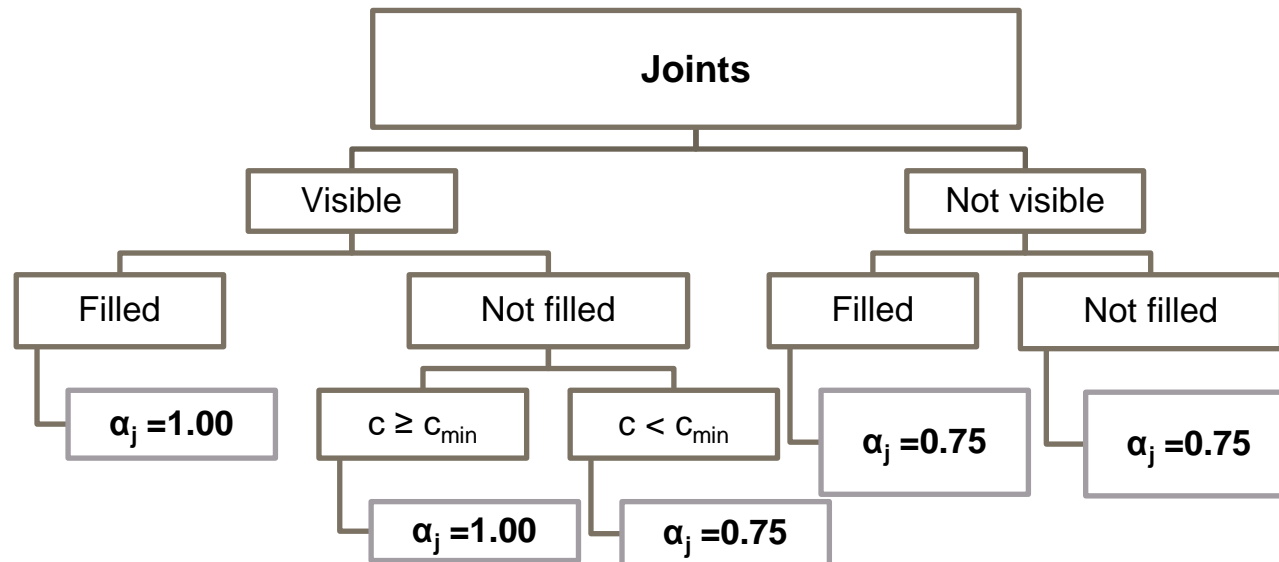 Joints
Visible
Not visible
Filled
Not filled
Filled
Not filled
αj =1.00
c ≥ cmin
c < cmin
αj =0.75
αj =0.75
αj =1.00
αj =0.75